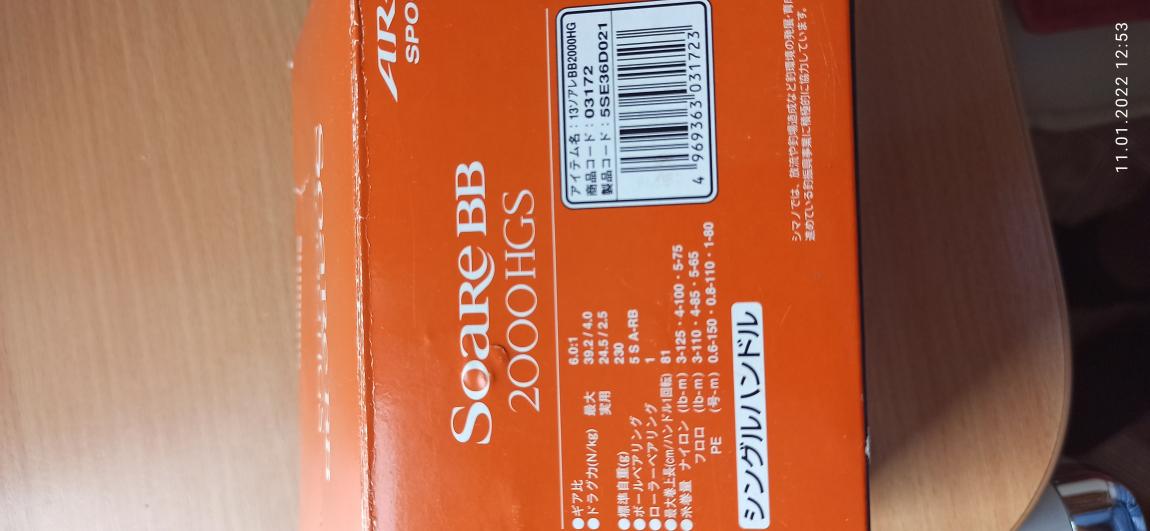 AR-
SPO
Soare BB
2000HGS
アイテム名：13ソアレBB2000HG
商品コード：03172
製品コード：5SE36D021
4 969363 031723
●ギア比 6.0:1
●ドラグ力(N/kg) 最大 39.2 / 4.0
実用 24.5 / 2.5
●標準自重(g) 230
●ボールベアリング 5 S A-RB
●ローラーベアリング 1
●最大巻上長(cm/ハンドル1回転) 81
●糸巻量 ナイロン (lb-m) 3-125・4-100・5-75
フロロ (lb-m) 3-110・4-85・5-65
PE (号-m) 0.6-150・0.8-110・1-80
シングルハンドル
シマノでは、放流や釣場造成など釣環境の発展・育成
進めている釣振興事業に積極的に協力しています。
11.01.2022 12:53